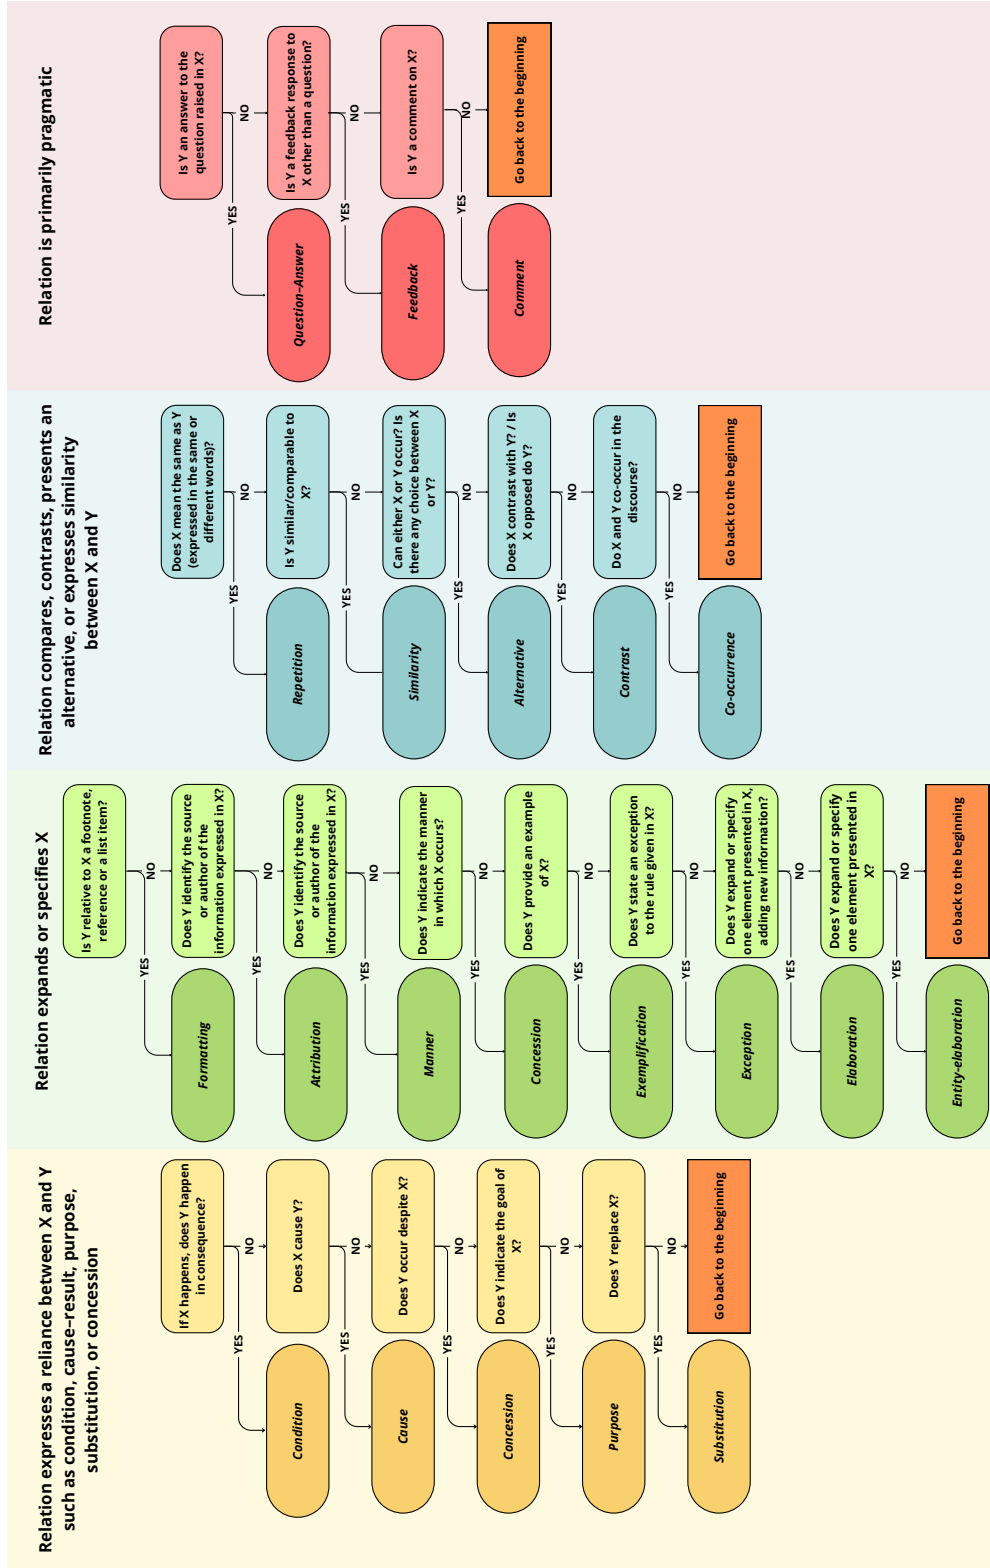 Relation expresses a reliance between X and Y
such as condition, cause–result, purpose,
substitution, or concession
If X happens, does Y happen
in consequence?
YES
NO
Condition
Does X cause Y?
YES
NO
Cause
Does Y occur despite X?
YES
NO
Concession
Does Y indicate the goal of
X?
YES
NO
Purpose
Does Y replace X?
YES
NO
Substitution
Go back to the beginning
Relation expands or specifies X
Is Y relative to X a footnote,
reference or a list item?
YES
NO
Formatting
Does Y identify the source
or author of the
information expressed in X?
YES
NO
Attribution
Does Y identify the source
or author of the
information expressed in X?
YES
NO
Manner
Does Y indicate the manner
in which X occurs?
YES
NO
Concession
Does Y provide an example
of X?
YES
NO
Exemplification
Does Y state an exception
to the rule given in X?
YES
NO
Exception
Does Y expand or specify
one element presented in X,
adding new information?
YES
NO
Elaboration
Does Y expand or specify
one element presented in
X?
YES
NO
Entity-elaboration
Go back to the beginning
Relation compares, contrasts, presents an
alternative, or expresses similarity
between X and Y
Does X mean the same as Y
(expressed in the same or
different words)?
YES
NO
Repetition
Is Y similar/comparable to
X?
YES
NO
Similarity
Can either X or Y occur? Is
there any choice between X
or Y?
YES
NO
Alternative
Does X contrast with Y? / Is
X opposed do Y?
YES
NO
Contrast
Do X and Y co-occur in the
discourse?
YES
NO
Co-occurrence
Go back to the beginning
Relation is primarily pragmatic
Is Y an answer to the
question raised in X?
YES
NO
Question–Answer
Is Y a feedback response to
X other than a question?
YES
NO
Feedback
Is Y a comment on X?
YES
NO
Comment
Go back to the beginning